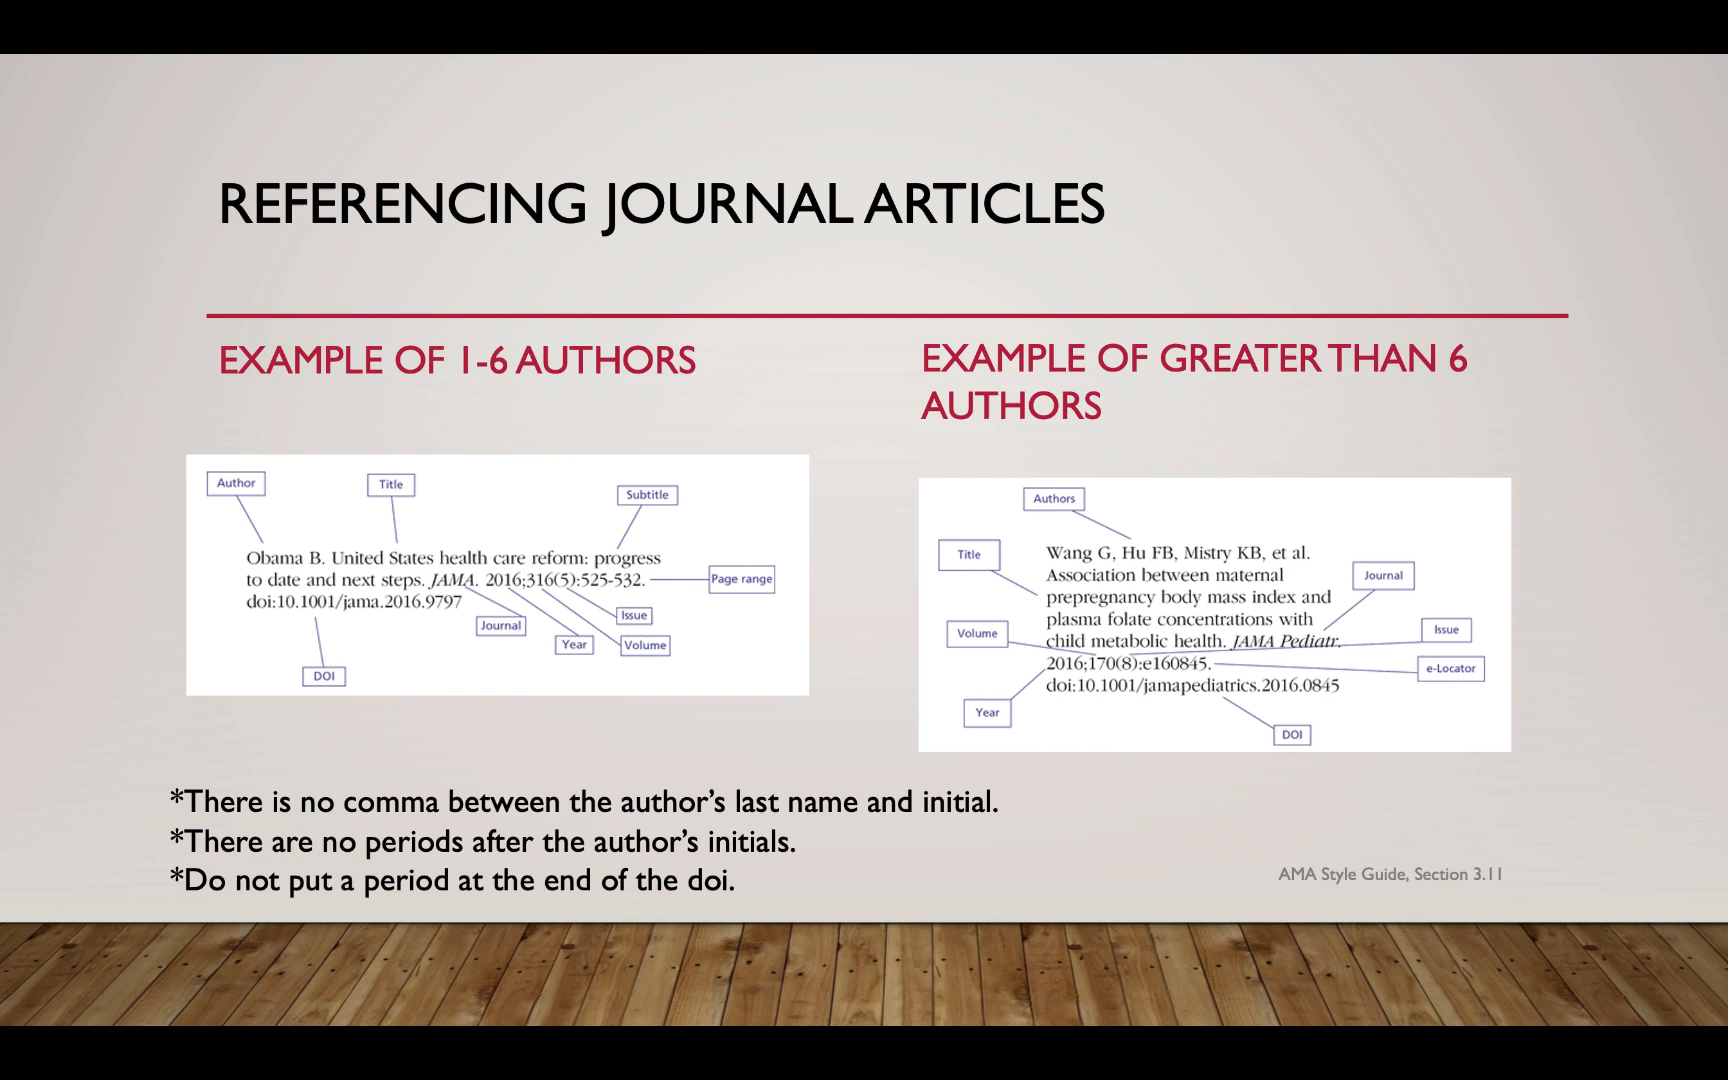 REFERENCING JOURNAL ARTICLES
EXAMPLE OF 1-6 AUTHORS
Author
Title
Subtitle
Obama B. United States health care reform: progress
to date and next steps. JAMA. 2016;316(5):525-532.
doi:10.1001/jama.2016.9797
Page range
Issue
Journal
Year
Volume
DOI
EXAMPLE OF GREATER THAN 6
AUTHORS
Authors
Title
Wang G, Hu FB, Mistry KB, et al.
Association between maternal
prepregnancy body mass index and
plasma folate concentrations with
child metabolic health. JAMA Pediatr.
2016;170(8):e160845.
doi:10.1001/jamapediatrics.2016.0845
Journal
Volume
Issue
e-Locator
Year
DOI
*There is no comma between the author’s last name and initial.
*There are no periods after the author’s initials.
*Do not put a period at the end of the doi.
AMA Style Guide, Section 3.11